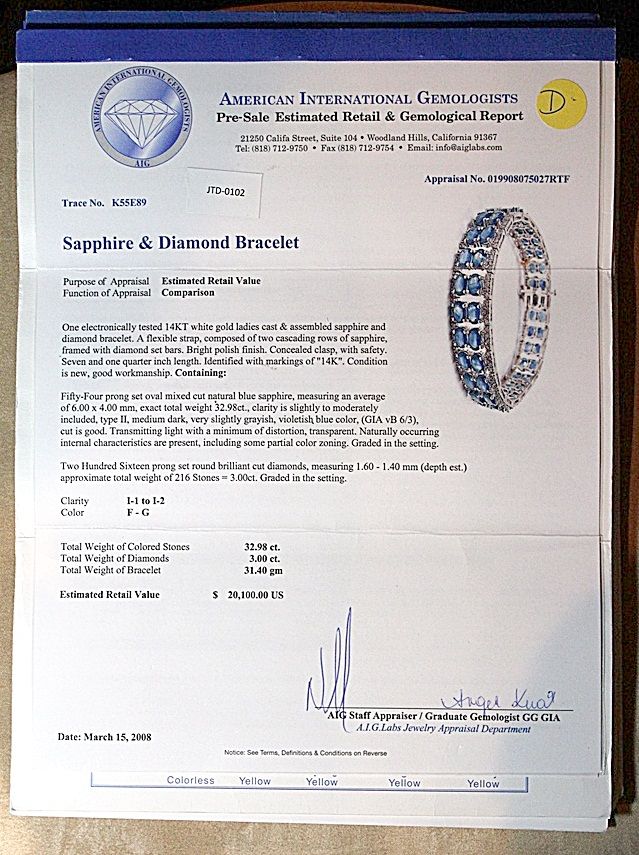 AMERICAN INTERNATIONAL GEMOLOGISTS
AIG
AMERICAN INTERNATIONAL GEMOLOGISTS
Pre-Sale Estimated Retail & Gemological Report
21250 Califa Street, Suite 104 • Woodland Hills, California 91367
Tel: (818) 712-9750 • Fax (818) 712-9754 • Email: info@aiglabs.com
D-
Appraisal No. 019908075027RTF
JTD-0102
Trace No. K55E89
Sapphire & Diamond Bracelet
Purpose of Appraisal Estimated Retail Value
Function of Appraisal Comparison
One electronically tested 14KT white gold ladies cast & assembled sapphire and
diamond bracelet. A flexible strap, composed of two cascading rows of sapphire,
framed with diamond set bars. Bright polish finish. Concealed clasp, with safety.
Seven and one quarter inch length. Identified with markings of "14K". Condition
is new, good workmanship. Containing:
Fifty-Four prong set oval mixed cut natural blue sapphire, measuring an average
of 6.00 x 4.00 mm, exact total weight 32.98ct., clarity is slightly to moderately
included, type II, medium dark, very slightly grayish, violetish blue color, (GIA vB 6/3),
cut is good. Transmitting light with a minimum of distortion, transparent. Naturally occurring
internal characteristics are present, including some partial color zoning. Graded in the setting.
Two Hundred Sixteen prong set round brilliant cut diamonds, measuring 1.60 - 1.40 mm (depth est.)
approximate total weight of 216 Stones = 3.00ct. Graded in the setting.
Clarity I-1 to I-2
Color F - G
Total Weight of Colored Stones 32.98 ct.
Total Weight of Diamonds 3.00 ct.
Total Weight of Bracelet 31.40 gm
Estimated Retail Value $ 20,100.00 US
AIG Staff Appraiser / Graduate Gemologist GG GIA
A.I.G.Labs Jewelry Appraisal Department
Date: March 15, 2008
Notice: See Terms, Definitions & Conditions on Reverse
Colorless Yellow Yellow Yellow Yellow